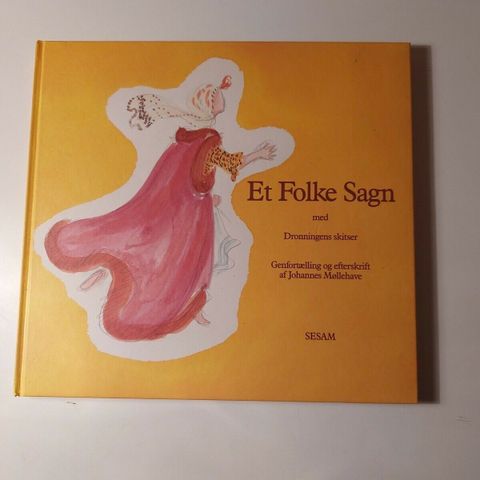 Et Folke Sagn
med
Dronningens skitser
Genfortælling og efterskrift
af Johannes Møllehave
SESAM